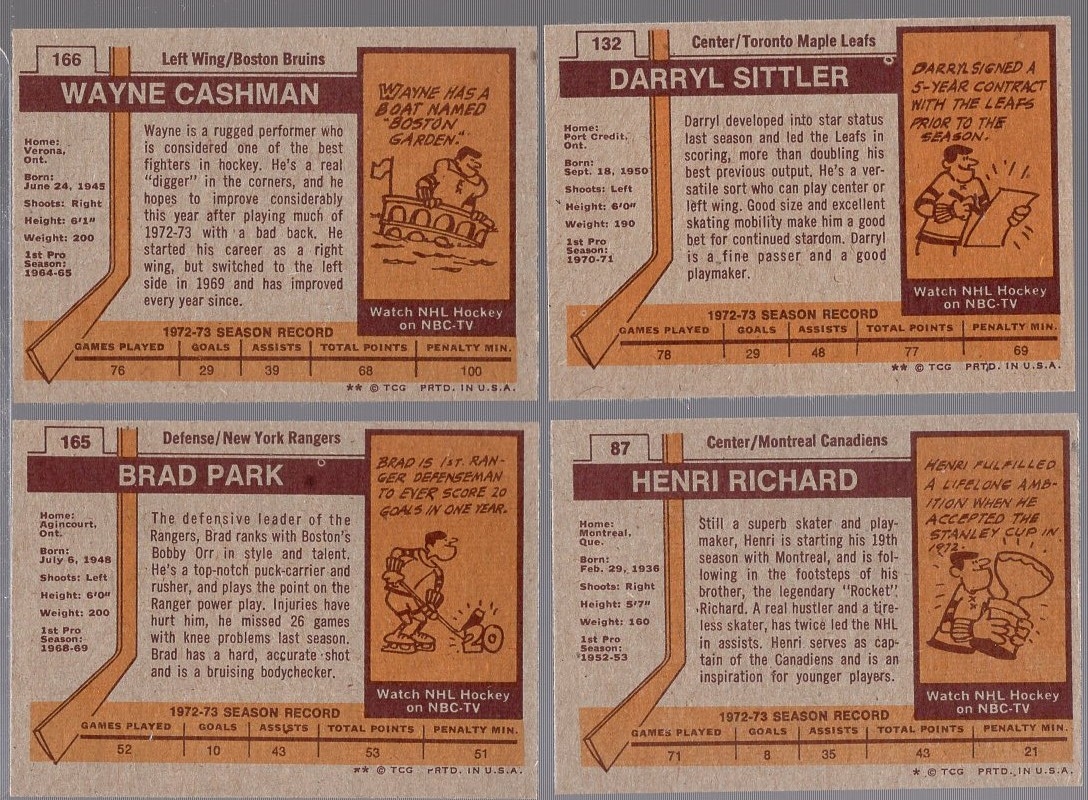 166
Left Wing/Boston Bruins
WAYNE CASHMAN
Home:
Verona,
Ont.
Born:
June 24, 1945
Shoots: Right
Height: 6'1"
Weight: 200
1st Pro
Season:
1964-65
Wayne is a rugged performer who
is considered one of the best
fighters in hockey. He's a real
"digger" in the corners, and he
hopes to improve considerably
this year after playing much of
1972-73 with a bad back. He
started his career as a right
wing, but switched to the left
side in 1969 and has improved
every year since.
WAYNE HAS A
BOAT NAMED
"BOSTON
GARDEN."
Watch NHL Hockey
on NBC-TV
1972-73 SEASON RECORD
GAMES PLAYED GOALS ASSISTS TOTAL POINTS PENALTY MIN.
76 29 39 68 100
** © TCG PRTD. IN U.S.A.
132
Center/Toronto Maple Leafs
DARRYL SITTLER
Home:
Port Credit,
Ont.
Born:
Sept. 18, 1950
Shoots: Left
Height: 6'0"
Weight: 190
1st Pro
Season:
1970-71
Darryl developed into star status
last season and led the Leafs in
scoring, more than doubling his
best previous output. He's a ver-
satile sort who can play center or
left wing. Good size and excellent
skating mobility make him a good
bet for continued stardom. Darryl
is a fine passer and a good
playmaker.
DARRYL SIGNED A
5-YEAR CONTRACT
WITH THE LEAFS
PRIOR TO THE
SEASON.
Watch NHL Hockey
on NBC-TV
1972-73 SEASON RECORD
GAMES PLAYED GOALS ASSISTS TOTAL POINTS PENALTY MIN.
78 29 48 77 69
** © TCG PRTD. IN U.S.A.
165
Defense/New York Rangers
BRAD PARK
Home:
Agincourt,
Ont.
Born:
July 6, 1948
Shoots: Left
Height: 6'0"
Weight: 200
1st Pro
Season:
1968-69
The defensive leader of the
Rangers, Brad ranks with Boston's
Bobby Orr in style and talent.
He's a top-notch puck-carrier and
rusher, and plays the point on the
Ranger power play. Injuries have
hurt him, he missed 26 games
with knee problems last season.
Brad has a hard, accurate shot
and is a bruising bodychecker.
BRAD IS 1ST. RAN-
GER DEFENSEMAN
TO EVER SCORE 20
GOALS IN ONE YEAR.
20
Watch NHL Hockey
on NBC-TV
1972-73 SEASON RECORD
GAMES PLAYED GOALS ASSISTS TOTAL POINTS PENALTY MIN.
52 10 43 53 51
** © TCG PRTD. IN U.S.A.
87
Center/Montreal Canadiens
HENRI RICHARD
Home:
Montreal,
Que.
Born:
Feb. 29, 1936
Shoots: Right
Height: 5'7"
Weight: 160
1st Pro
Season:
1952-53
Still a superb skater and play-
maker, Henri is starting his 19th
season with Montreal, and is fol-
lowing in the footsteps of his
brother, the legendary "Rocket"
Richard. A real hustler and a tire-
less skater, has twice led the NHL
in assists. Henri serves as cap-
tain of the Canadiens and is an
inspiration for younger players.
HENRI FULFILLED
A LIFELONG AMB-
ITION WHEN HE
ACCEPTED THE
STANLEY CUP IN
1972.
Watch NHL Hockey
on NBC-TV
1972-73 SEASON RECORD
GAMES PLAYED GOALS ASSISTS TOTAL POINTS PENALTY MIN.
71 8 35 43 21
* © TCG PRTD. IN U.S.A.